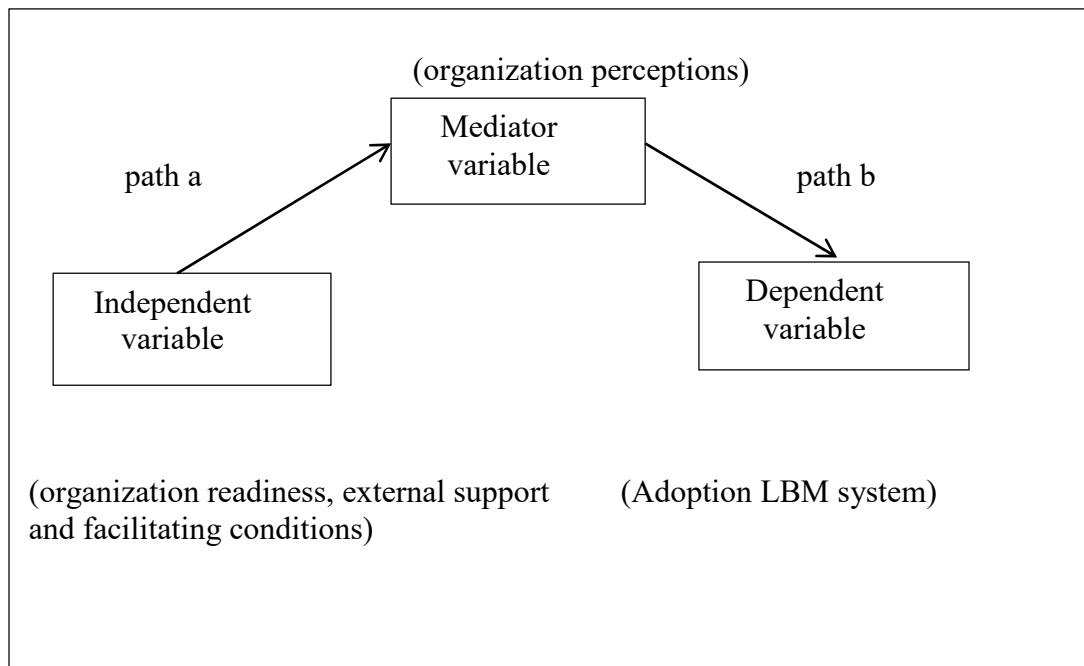 (organization perceptions)
Mediator
variable
path a
path b
Independent
variable
Dependent
variable
(organization readiness, external support
and facilitating conditions)
(Adoption LBM system)